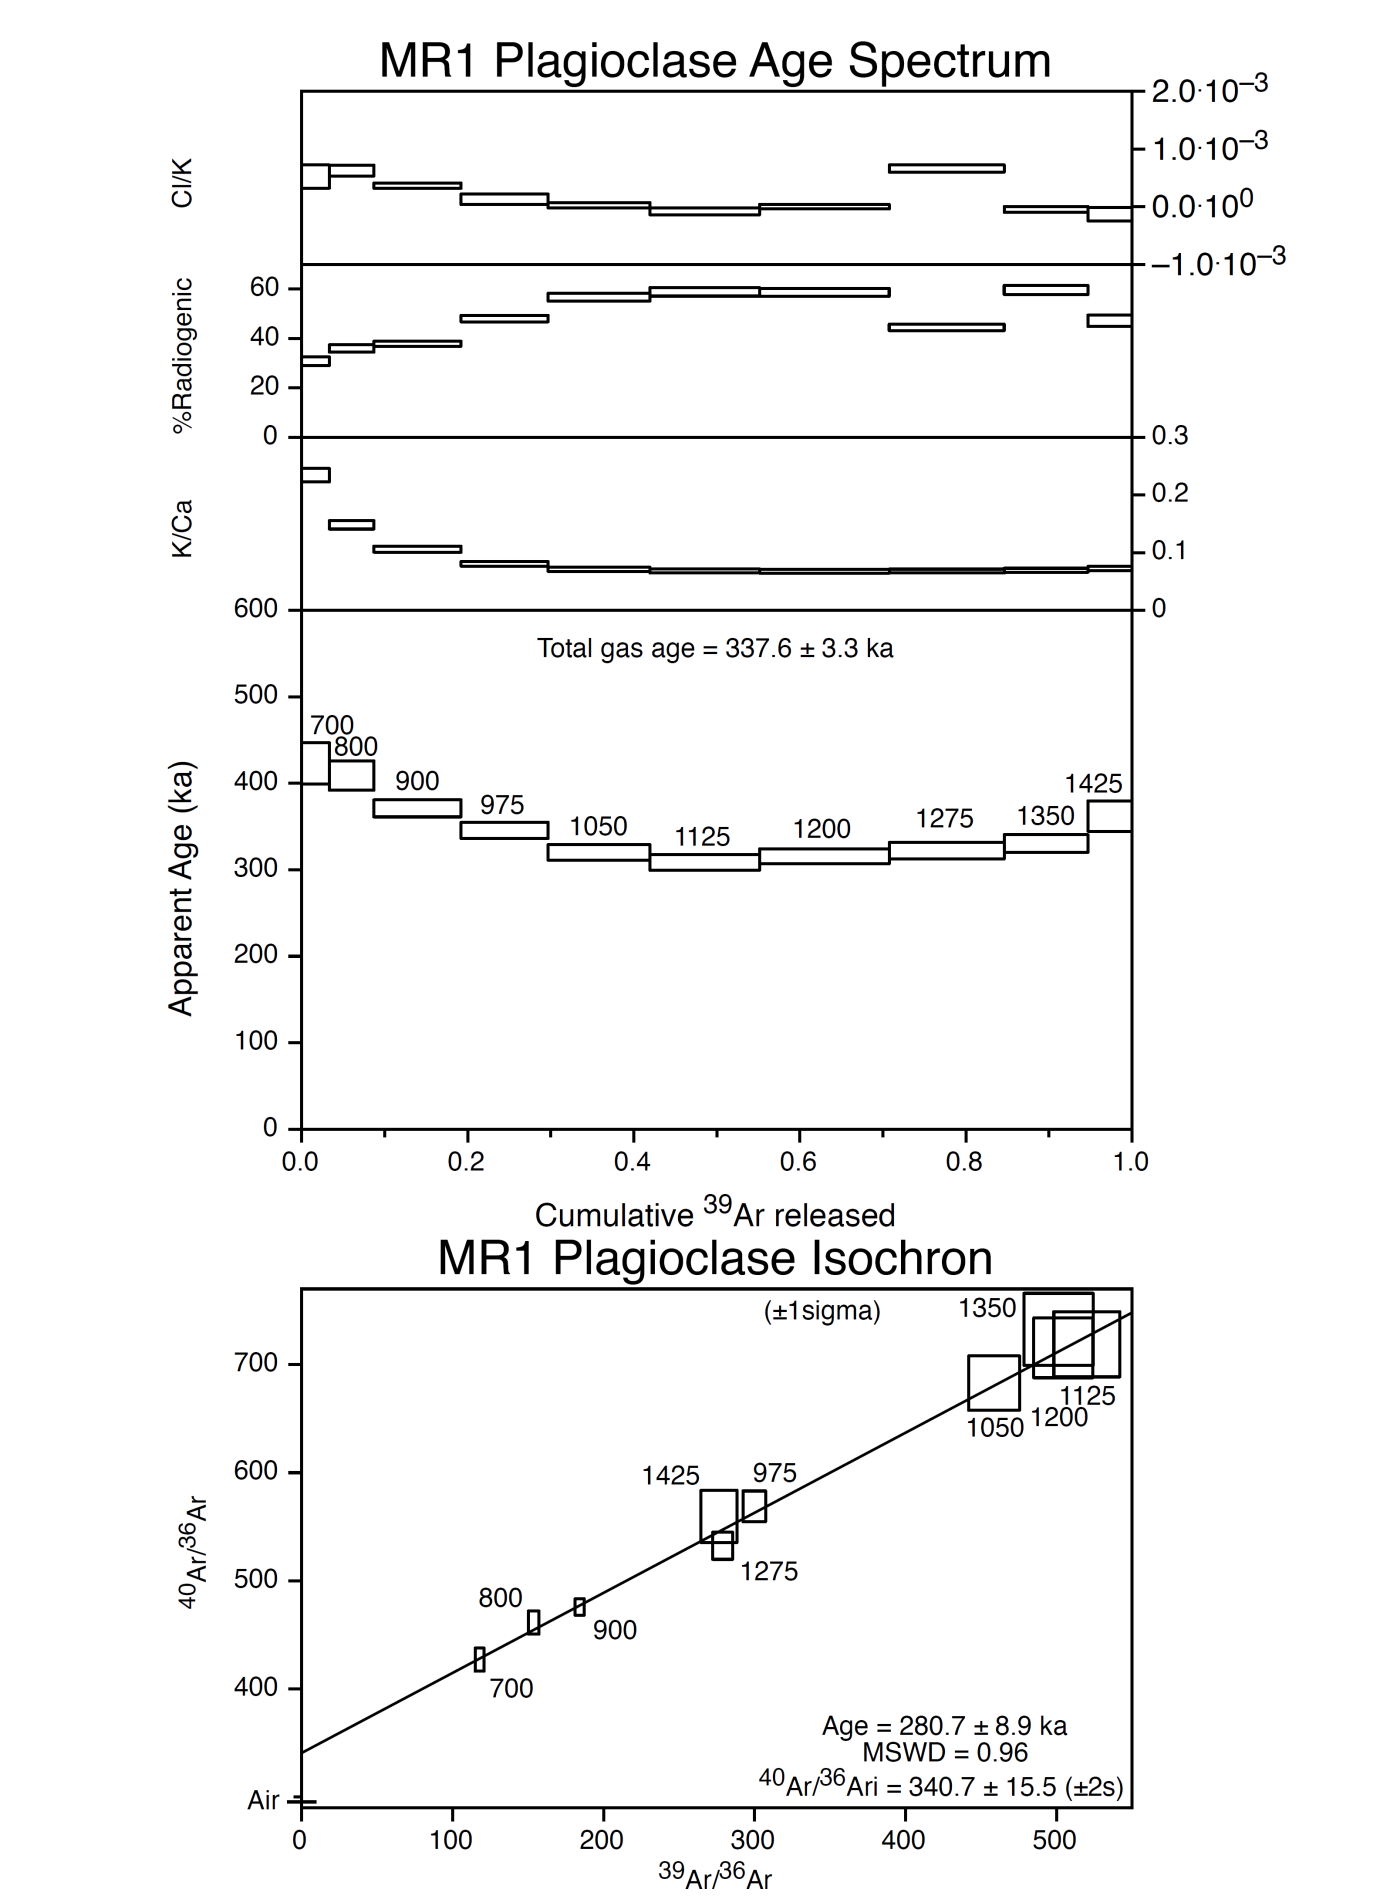 MR1 Plagioclase Age Spectrum
Cl/K
2.0·10⁻³
1.0·10⁻³
0.0·10⁰
–1.0·10⁻³
%Radiogenic
60
40
20
0
K/Ca
0.3
0.2
0.1
0
Apparent Age (ka)
600
500
400
300
200
100
0
Total gas age = 337.6 ± 3.3 ka
700
800
900
975
1050
1125
1200
1275
1350
1425
0.0 0.2 0.4 0.6 0.8 1.0
Cumulative ³⁹Ar released
MR1 Plagioclase Isochron
(±1sigma)
⁴⁰Ar/³⁶Ar
700
600
500
400
Air
1350
1125
1200
1050
1425
975
1275
800
900
700
Age = 280.7 ± 8.9 ka
MSWD = 0.96
⁴⁰Ar/³⁶Ari = 340.7 ± 15.5 (±2s)
0 100 200 300 400 500
³⁹Ar/³⁶Ar